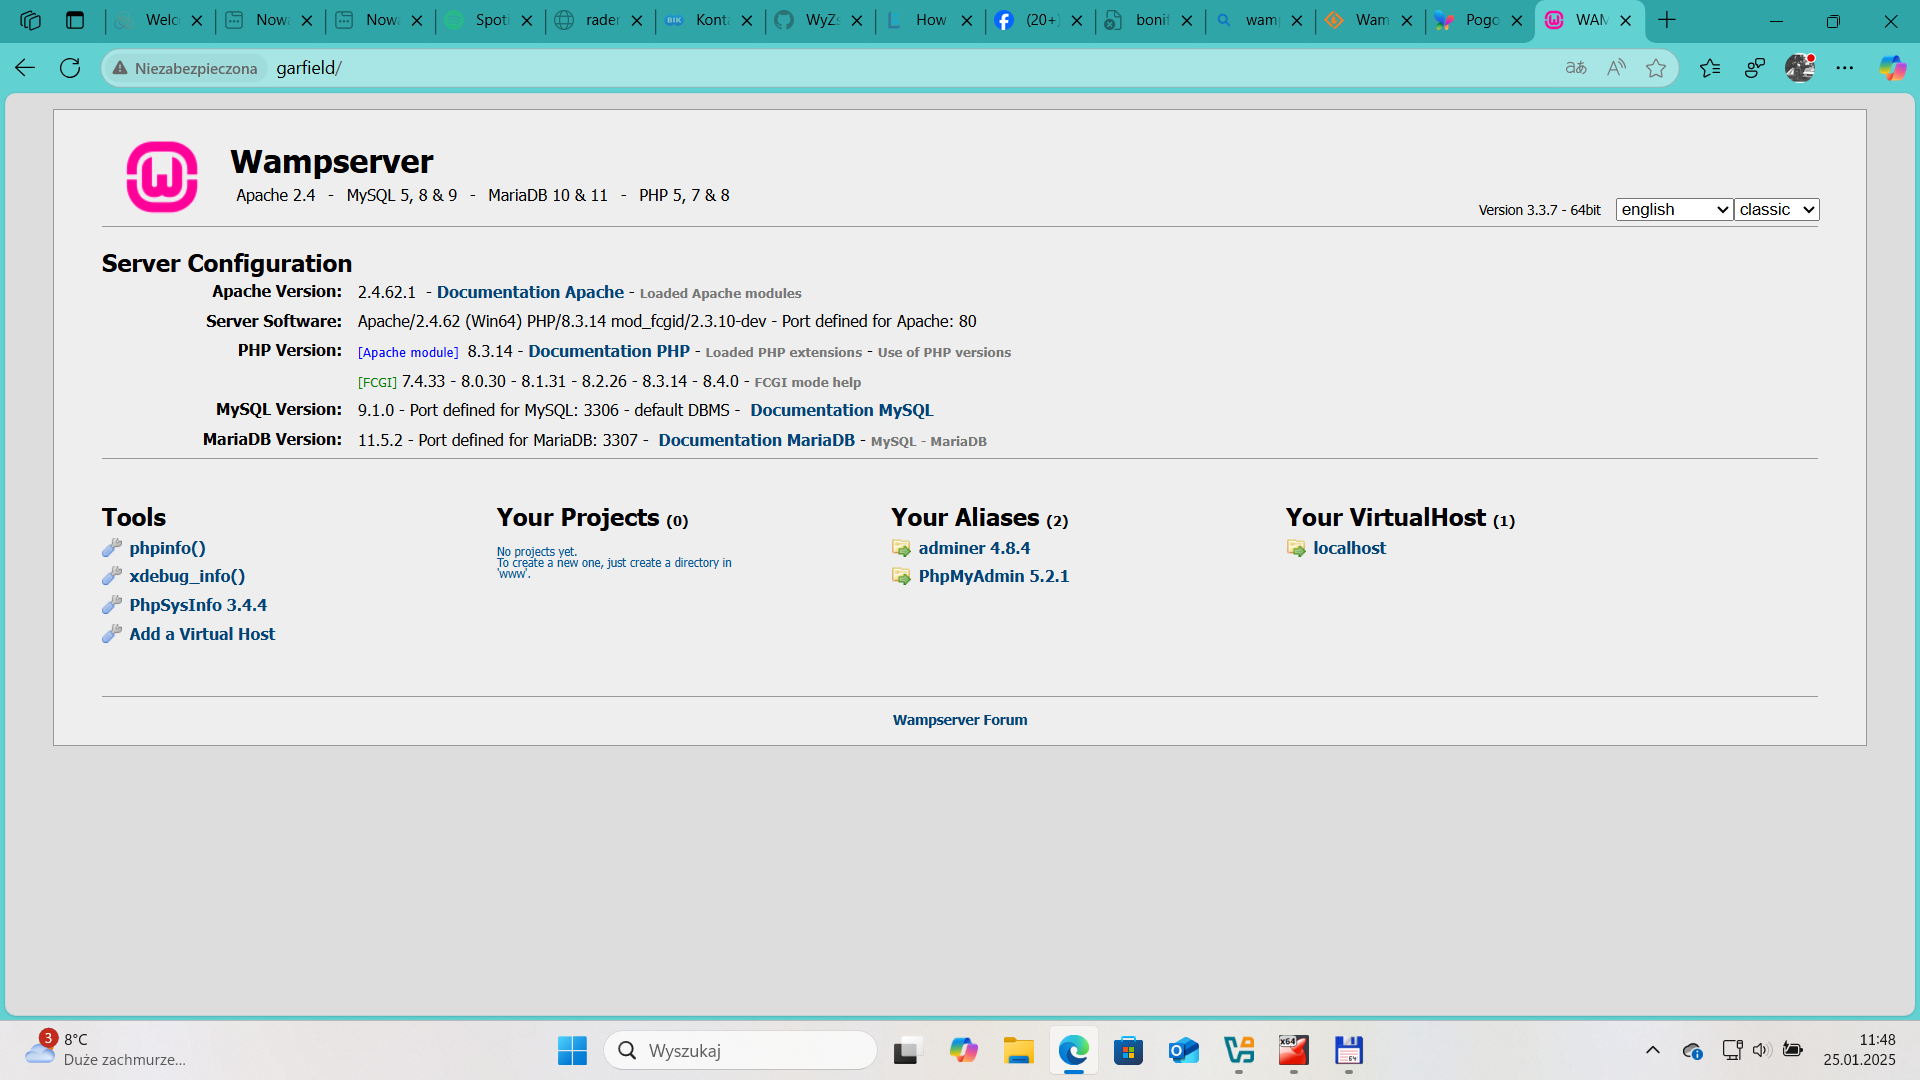 Welc
Nowa
Nowa
Spoti
rader
BIK
Konta
WyZs
How
(20+)
bonif
wamp
Wam
Pogo
WAM
Niezabezpieczona
garfield/
Wampserver
Apache 2.4 - MySQL 5, 8 & 9 - MariaDB 10 & 11 - PHP 5, 7 & 8
Version 3.3.7 - 64bit
english
classic
Server Configuration
Apache Version: 2.4.62.1 - Documentation Apache - Loaded Apache modules
Server Software: Apache/2.4.62 (Win64) PHP/8.3.14 mod_fcgid/2.3.10-dev - Port defined for Apache: 80
PHP Version: [Apache module] 8.3.14 - Documentation PHP - Loaded PHP extensions - Use of PHP versions
[FCGI] 7.4.33 - 8.0.30 - 8.1.31 - 8.2.26 - 8.3.14 - 8.4.0 - FCGI mode help
MySQL Version: 9.1.0 - Port defined for MySQL: 3306 - default DBMS - Documentation MySQL
MariaDB Version: 11.5.2 - Port defined for MariaDB: 3307 - Documentation MariaDB - MySQL - MariaDB
Tools
phpinfo()
xdebug_info()
PhpSysInfo 3.4.4
Add a Virtual Host
Your Projects (0)
No projects yet.
To create a new one, just create a directory in
'www'.
Your Aliases (2)
adminer 4.8.4
PhpMyAdmin 5.2.1
Your VirtualHost (1)
localhost
Wampserver Forum
3
8°C
Duże zachmurze...
Wyszukaj
x64
64
11:48
25.01.2025